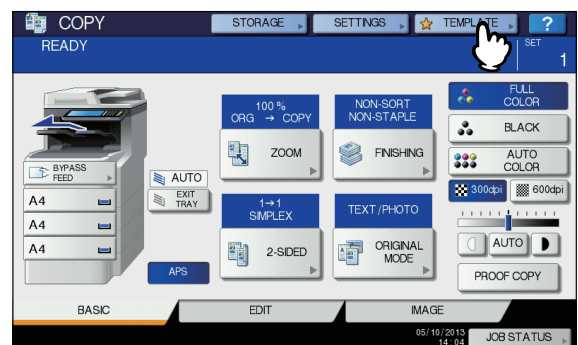 COPY
STORAGE
SETTINGS
TEMPLATE
?
READY
SET
1
100 %
ORG → COPY
ZOOM
NON-SORT
NON-STAPLE
FINISHING
FULL
COLOR
BLACK
AUTO
COLOR
300dpi
600dpi
BYPASS
FEED
A4
A4
A4
AUTO
EXIT
TRAY
APS
1→1
SIMPLEX
2-SIDED
TEXT/PHOTO
ORIGINAL
MODE
AUTO
PROOF COPY
BASIC
EDIT
IMAGE
05/10/2013
14:04
JOB STATUS